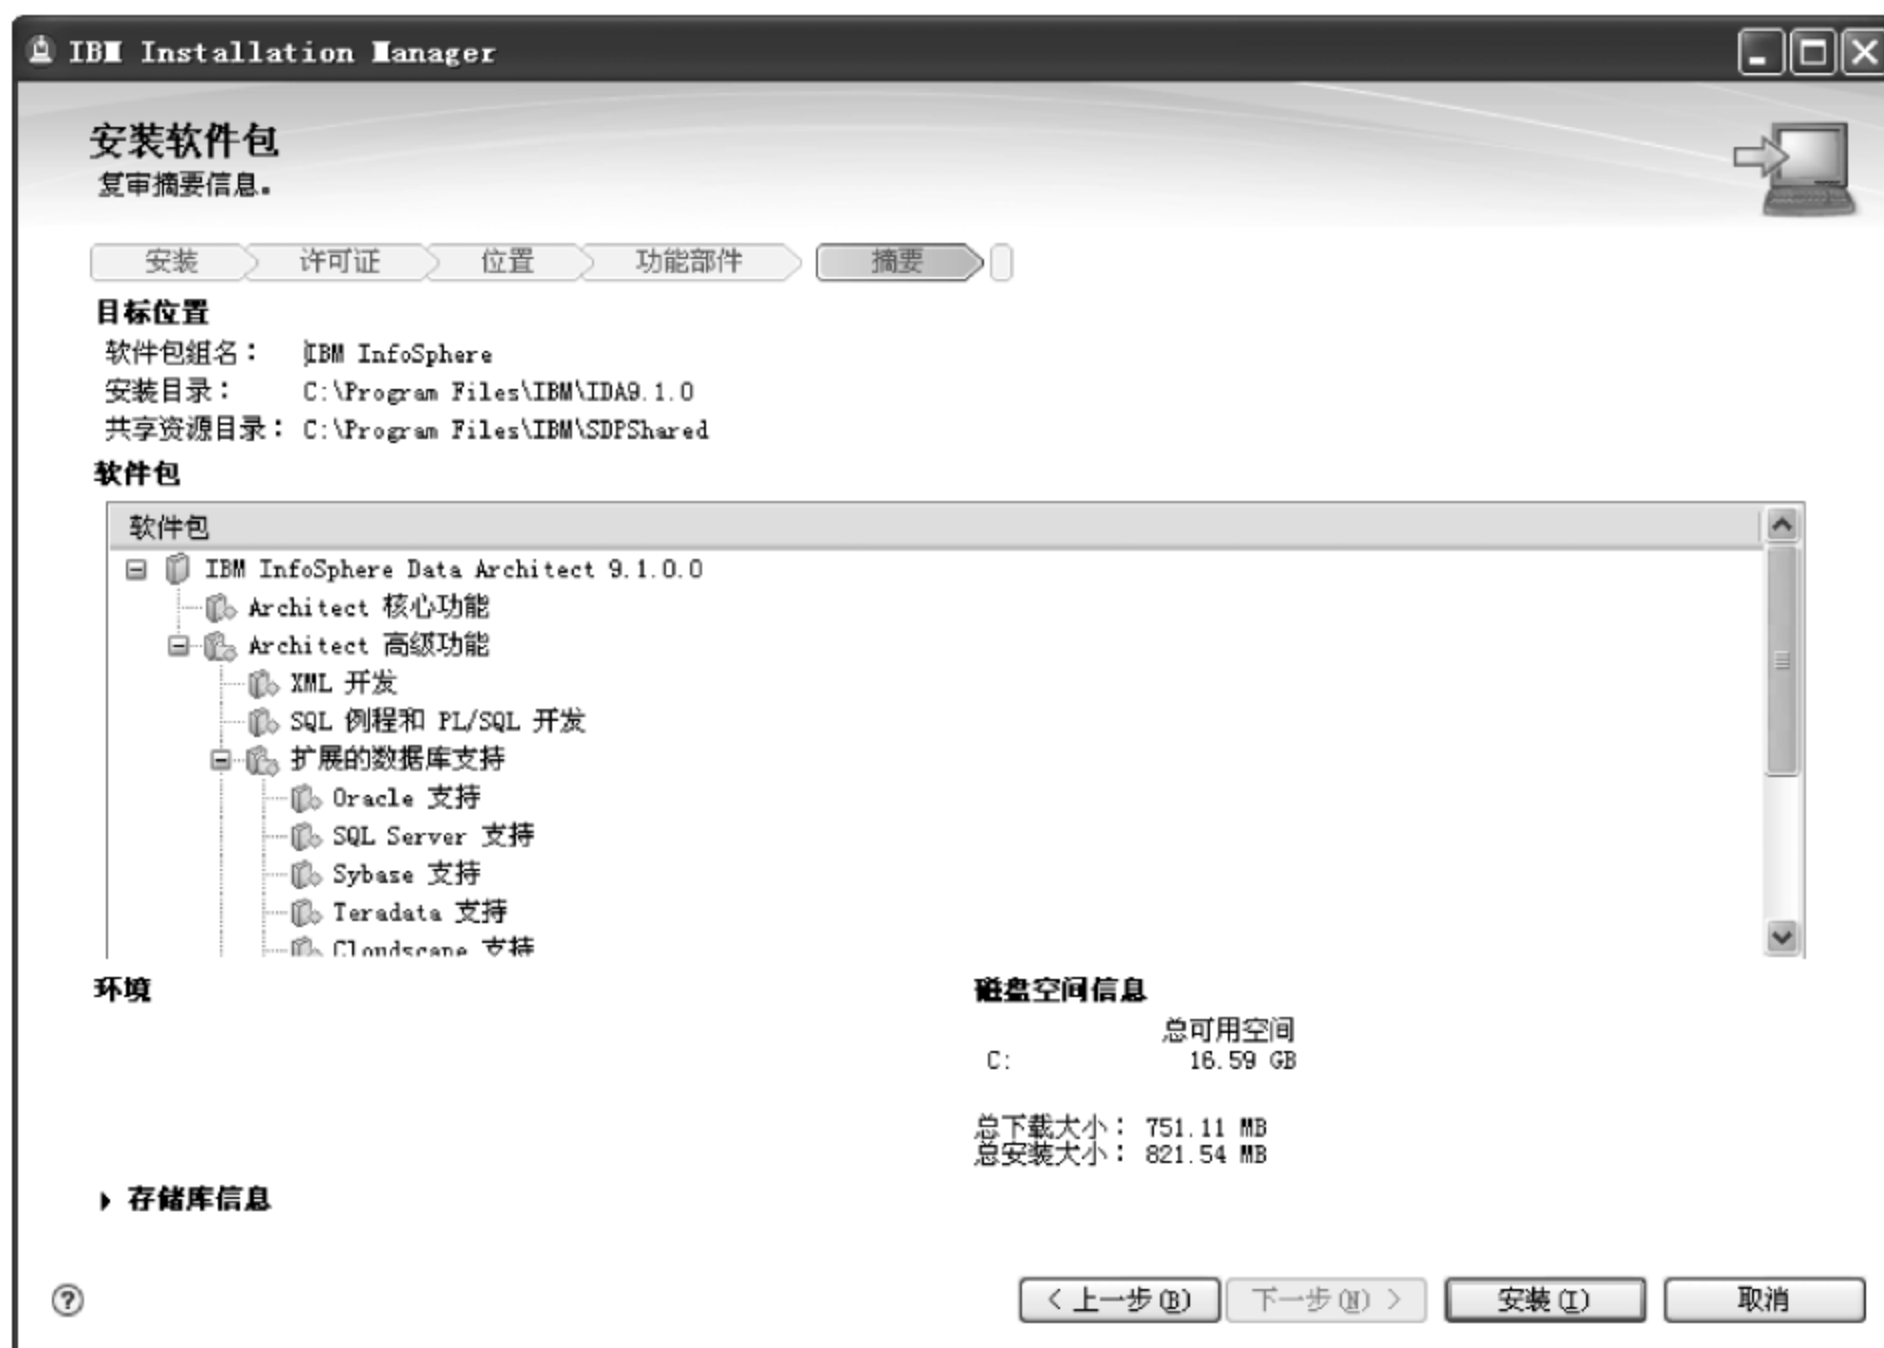 IBM Installation Manager
安装软件包
复审摘要信息。
安装 许可证 位置 功能部件 摘要
目标位置
软件包组名： IBM InfoSphere
安装目录： C:\Program Files\IBM\IDA9.1.0
共享资源目录： C:\Program Files\IBM\SDPShared
软件包
软件包
IBM InfoSphere Data Architect 9.1.0.0
Architect 核心功能
Architect 高级功能
XML 开发
SQL 例程和 PL/SQL 开发
扩展的数据库支持
Oracle 支持
SQL Server 支持
Sybase 支持
Teradata 支持
Cloudscape 支持
环境
磁盘空间信息
总可用空间
C: 16.59 GB
总下载大小： 751.11 MB
总安装大小： 821.54 MB
存储库信息
? < 上一步(B) 下一步(N) > 安装(I) 取消